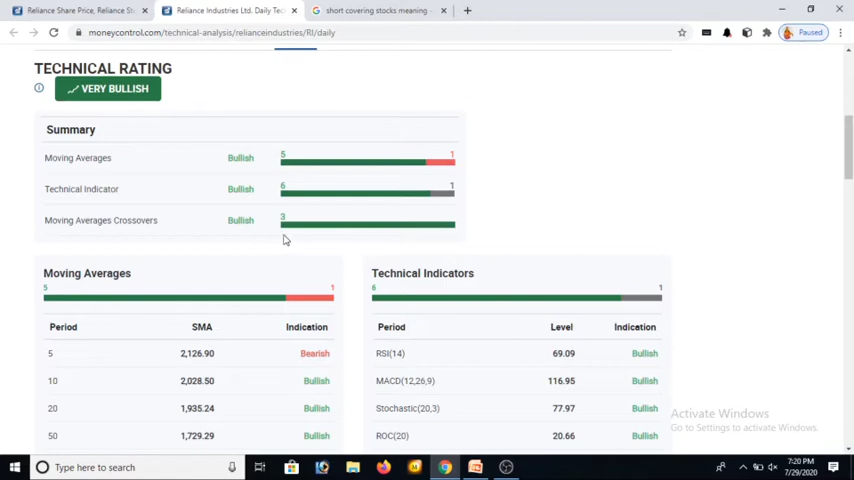 Reliance Share Price, Reliance Sto
Reliance Industries Ltd. Daily Tec
short covering stocks meaning -
moneycontrol.com/technical-analysis/relianceindustries/RI/daily
Paused
TECHNICAL RATING
VERY BULLISH
Summary
Moving Averages Bullish 5 1
Technical Indicator Bullish 6 1
Moving Averages Crossovers Bullish 3
Moving Averages
5 1
Period SMA Indication
5 2,126.90 Bearish
10 2,028.50 Bullish
20 1,935.24 Bullish
50 1,729.29 Bullish
Technical Indicators
6 1
Period Level Indication
RSI(14) 69.09 Bullish
MACD(12,26,9) 116.95 Bullish
Stochastic(20,3) 77.97 Bullish
ROC(20) 20.66 Bullish
Activate Windows
Go to Settings to activate Windows.
Type here to search
7:20 PM
7/29/2020